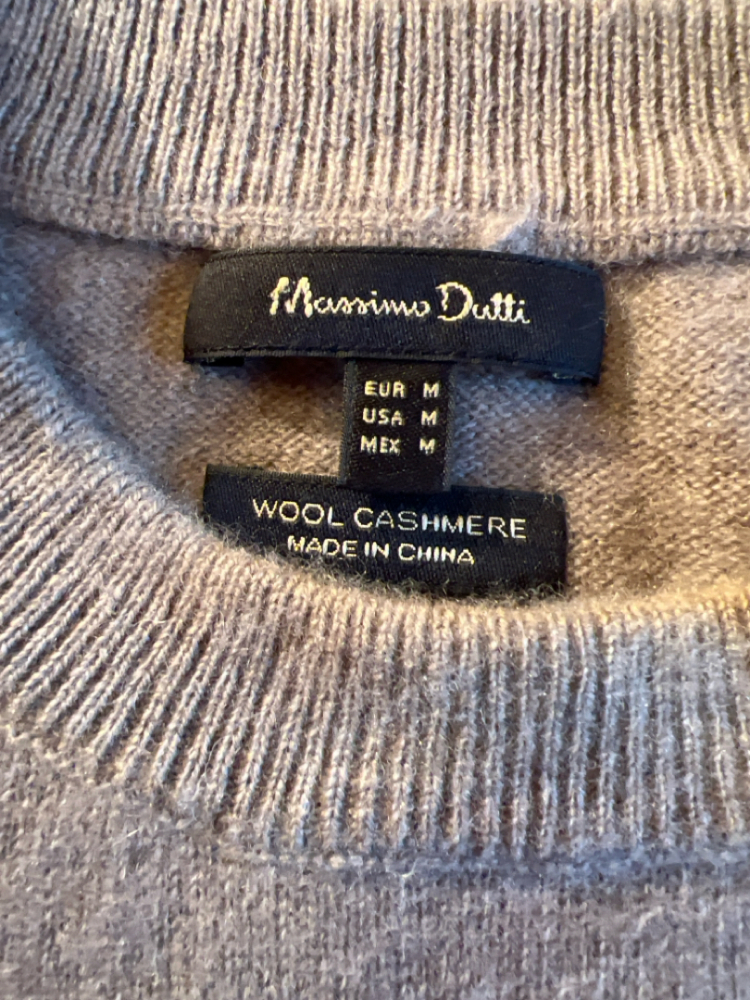 Massimo Dutti
EUR M
USA M
MEX M
WOOL CASHMERE
MADE IN CHINA